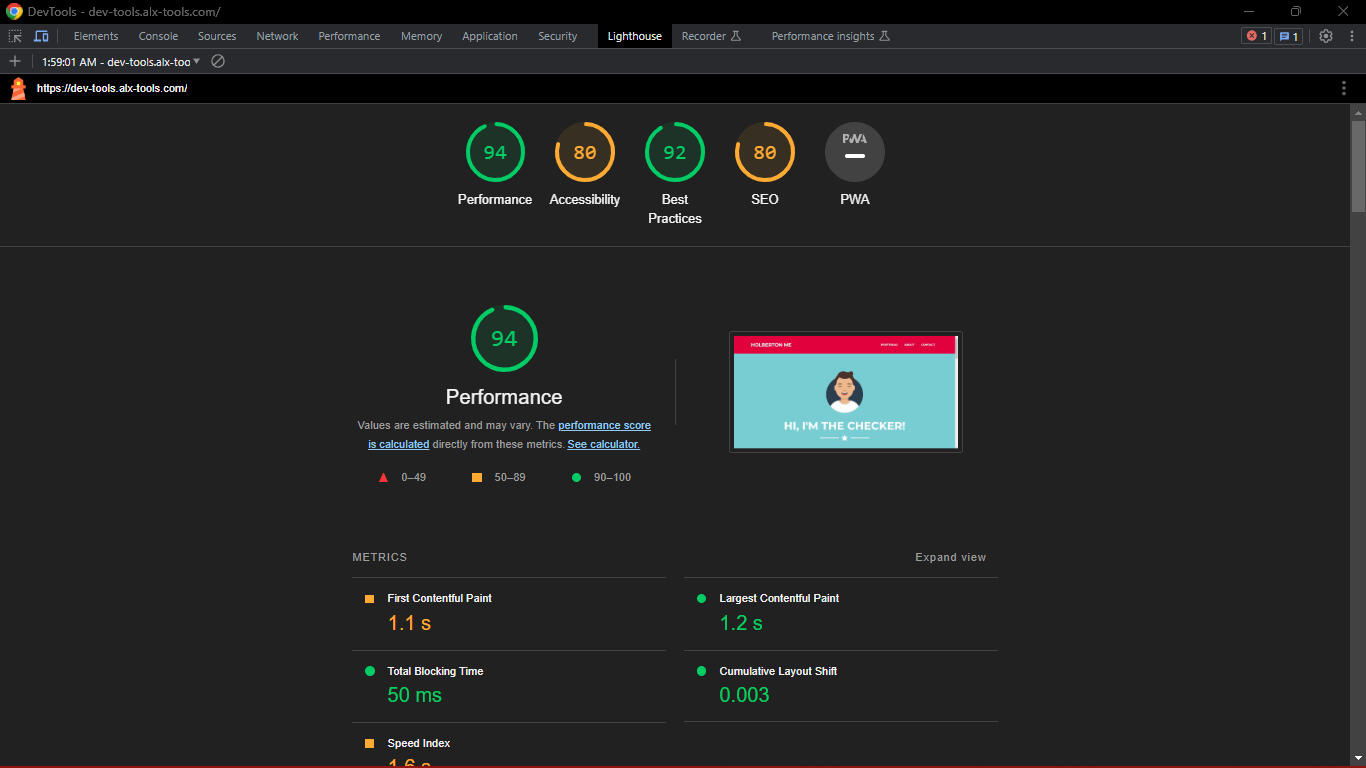 DevTools - dev-tools.alx-tools.com/
Elements Console Sources Network Performance Memory Application Security Lighthouse Recorder Performance insights 1 1
1:59:01 AM - dev-tools.alx-too
https://dev-tools.alx-tools.com/
94 80 92 80 PWA
Performance Accessibility Best Practices SEO PWA
94
Performance
Values are estimated and may vary. The performance score
is calculated directly from these metrics. See calculator.
0–49 50–89 90–100
HOLBERTON ME PORTFOLIO ABOUT CONTACT
HI, I'M THE CHECKER!
METRICS Expand view
First Contentful Paint
1.1 s
Largest Contentful Paint
1.2 s
Total Blocking Time
50 ms
Cumulative Layout Shift
0.003
Speed Index
1.6 s